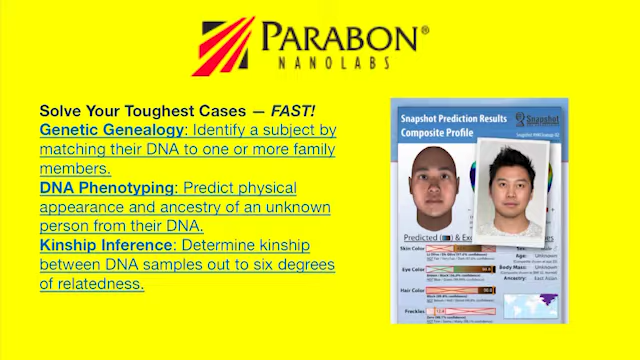 PARABON®
NANOLABS
Solve Your Toughest Cases — FAST!
Genetic Genealogy: Identify a subject by
matching their DNA to one or more family
members.
DNA Phenotyping: Predict physical
appearance and ancestry of an unknown
person from their DNA.
Kinship Inference: Determine kinship
between DNA samples out to six degrees
of relatedness.
Snapshot Prediction Results
Composite Profile
Snapshot
Predicted
Skin Color
Eye Color
Hair Color
Freckles
Sex:
Age: Unknown
Body Mass: Unknown
Ancestry: East Asian